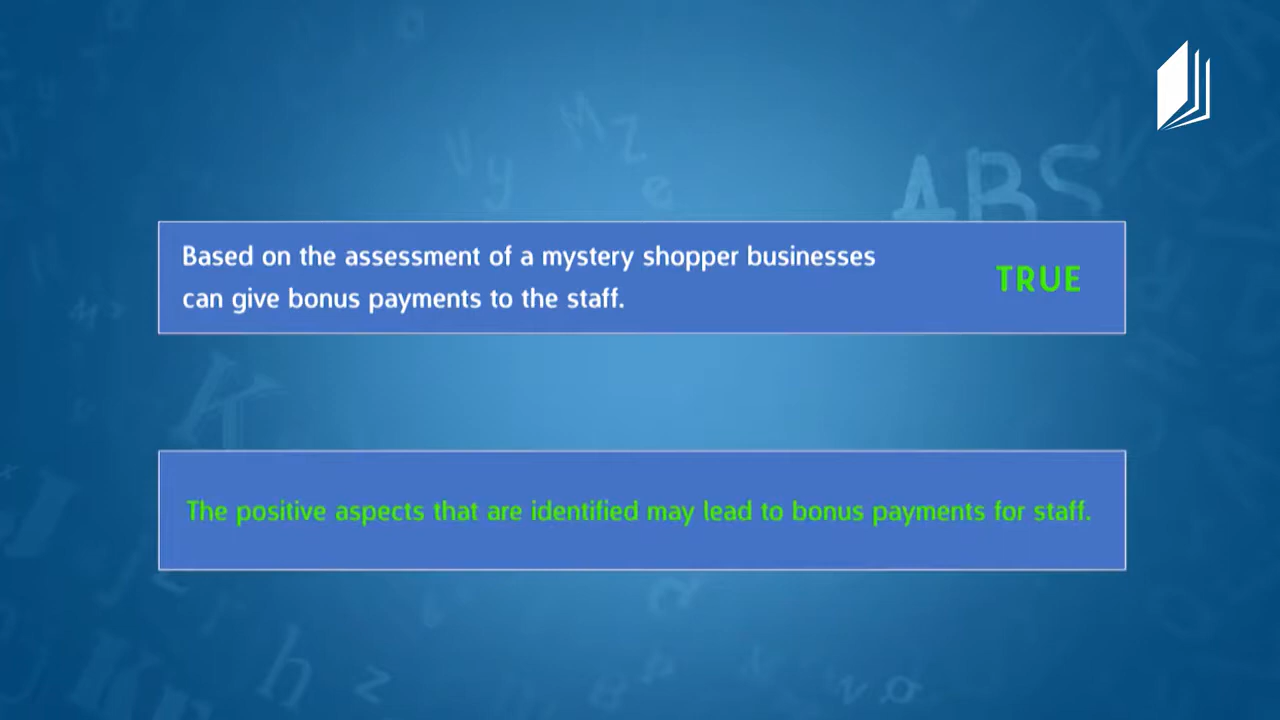 ABS
Based on the assessment of a mystery shopper businesses
can give bonus payments to the staff.
TRUE
The positive aspects that are identified may lead to bonus payments for staff.